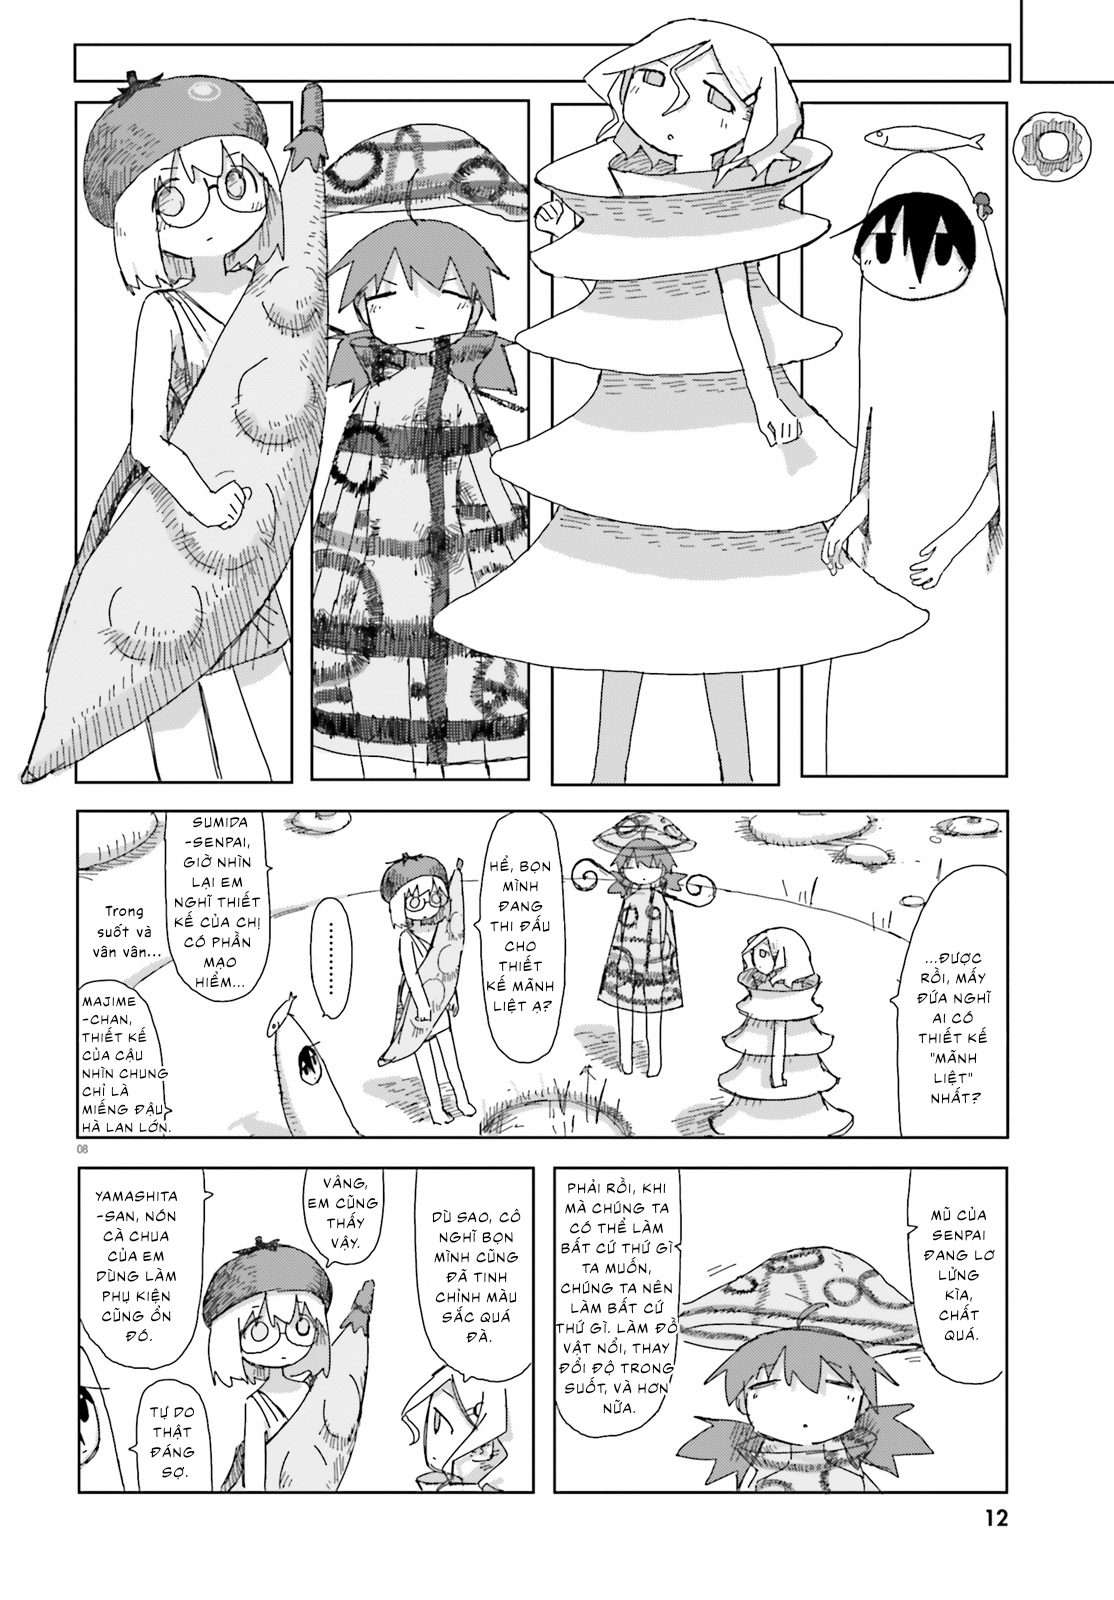 ...ĐƯỢC
RỒI, MẤY
ĐỨA NGHĨ
AI CÓ
THIẾT KẾ
"MÃNH
LIỆT"
NHẤT?
HỂ, BỌN
MÌNH
ĐANG
THI ĐẤU
CHO
THIẾT
KẾ MÃNH
LIỆT Ạ?
.........
SUMIDA
-SENPAI,
GIỜ NHÌN
LẠI EM
NGHĨ THIẾT
KẾ CỦA CHỊ
CÓ PHẦN
MẠO
HIỂM...
Trong
suốt và
vân vân...
MAJIME
-CHAN,
THIẾT KẾ
CỦA CẬU
NHÌN CHUNG
CHỈ LÀ
MIẾNG ĐẬU
HÀ LAN LỚN.
08
MŨ CỦA
SENPAI
ĐANG LƠ
LỬNG
KÌA,
CHẤT
QUÁ.
PHẢI RỒI, KHI
MÀ CHÚNG TA
CÓ THỂ LÀM
BẤT CỨ THỨ GÌ
TA MUỐN,
CHÚNG TA NÊN
LÀM BẤT CỨ
THỨ GÌ. LÀM ĐỒ
VẬT NỔI, THAY
ĐỔI ĐỘ TRONG
SUỐT, VÀ HƠN
NỮA.
DÙ SAO, CÔ
NGHĨ BỌN
MÌNH CŨNG
ĐÃ TINH
CHỈNH MÀU
SẮC QUÁ
ĐÀ.
VÂNG,
EM CŨNG
THẤY
VẬY.
YAMASHITA
-SAN, NÓN
CÀ CHUA
CỦA EM
DÙNG LÀM
PHỤ KIỆN
CŨNG ỔN
ĐÓ.
TỰ DO
THẬT
ĐÁNG
SỢ.
12